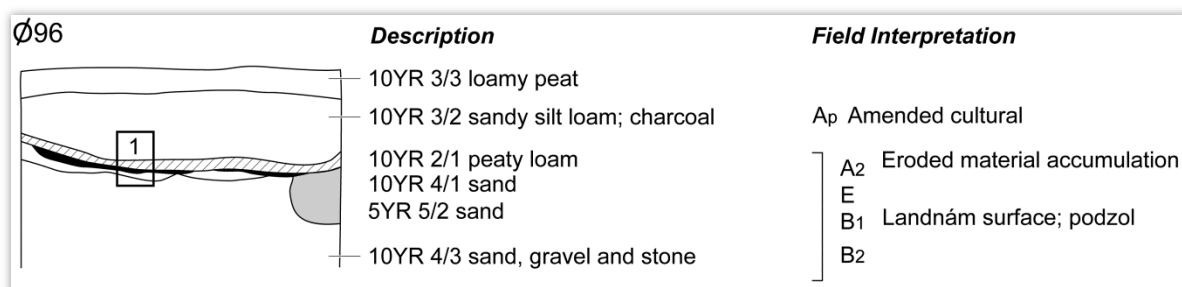 Ø96
Description
Field Interpretation
10YR 3/3 loamy peat
10YR 3/2 sandy silt loam; charcoal
Ap Amended cultural
1
10YR 2/1 peaty loam
A2 Eroded material accumulation
10YR 4/1 sand
E
5YR 5/2 sand
B1 Landnám surface; podzol
10YR 4/3 sand, gravel and stone
B2